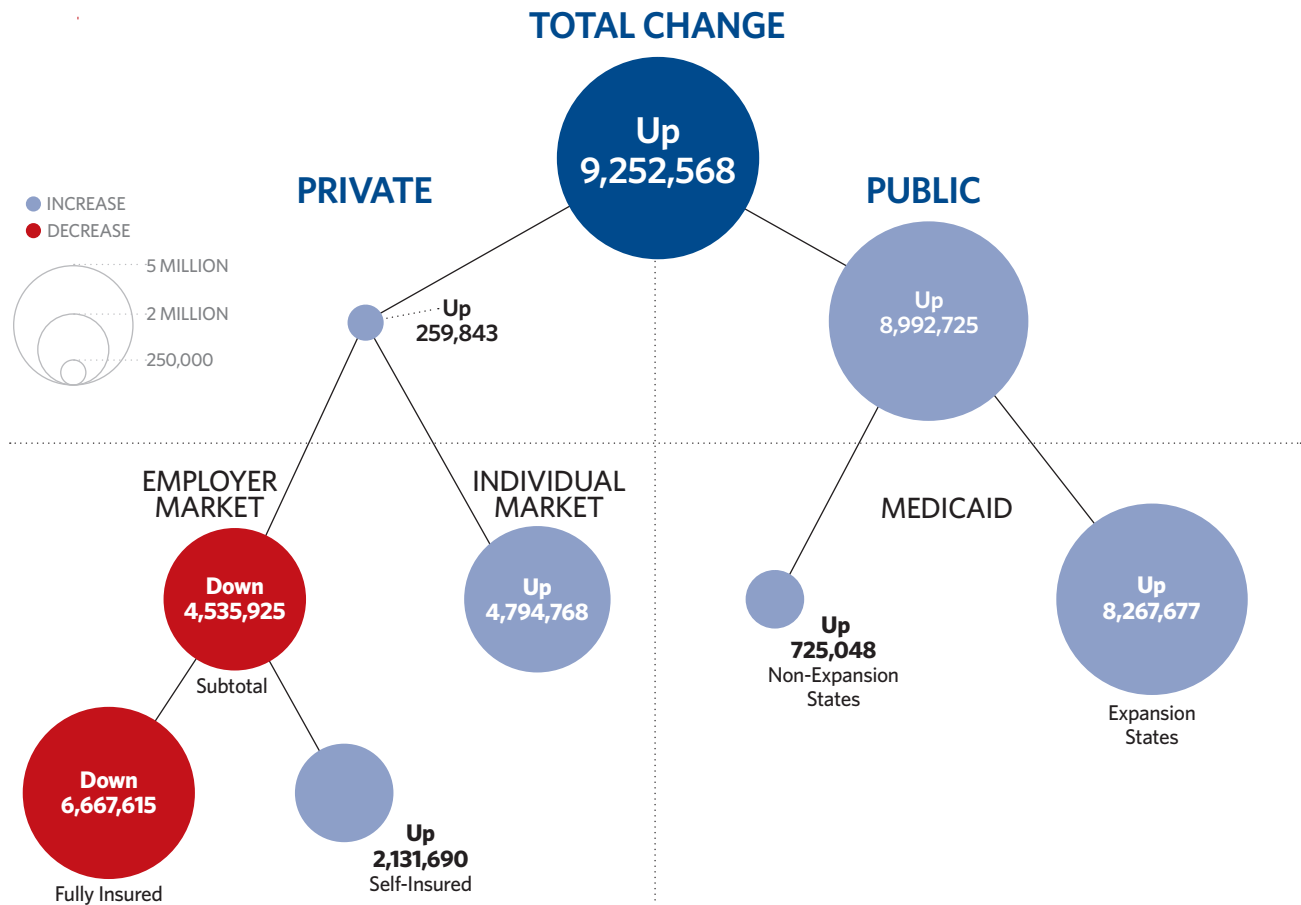 TOTAL CHANGE
Up
9,252,568
PRIVATE
PUBLIC
INCREASE
DECREASE
5 MILLION
2 MILLION
250,000
Up
259,843
Up
8,992,725
EMPLOYER
MARKET
INDIVIDUAL
MARKET
MEDICAID
Down
4,535,925
Subtotal
Up
4,794,768
Up
725,048
Non-Expansion
States
Up
8,267,677
Expansion
States
Down
6,667,615
Fully Insured
Up
2,131,690
Self-Insured